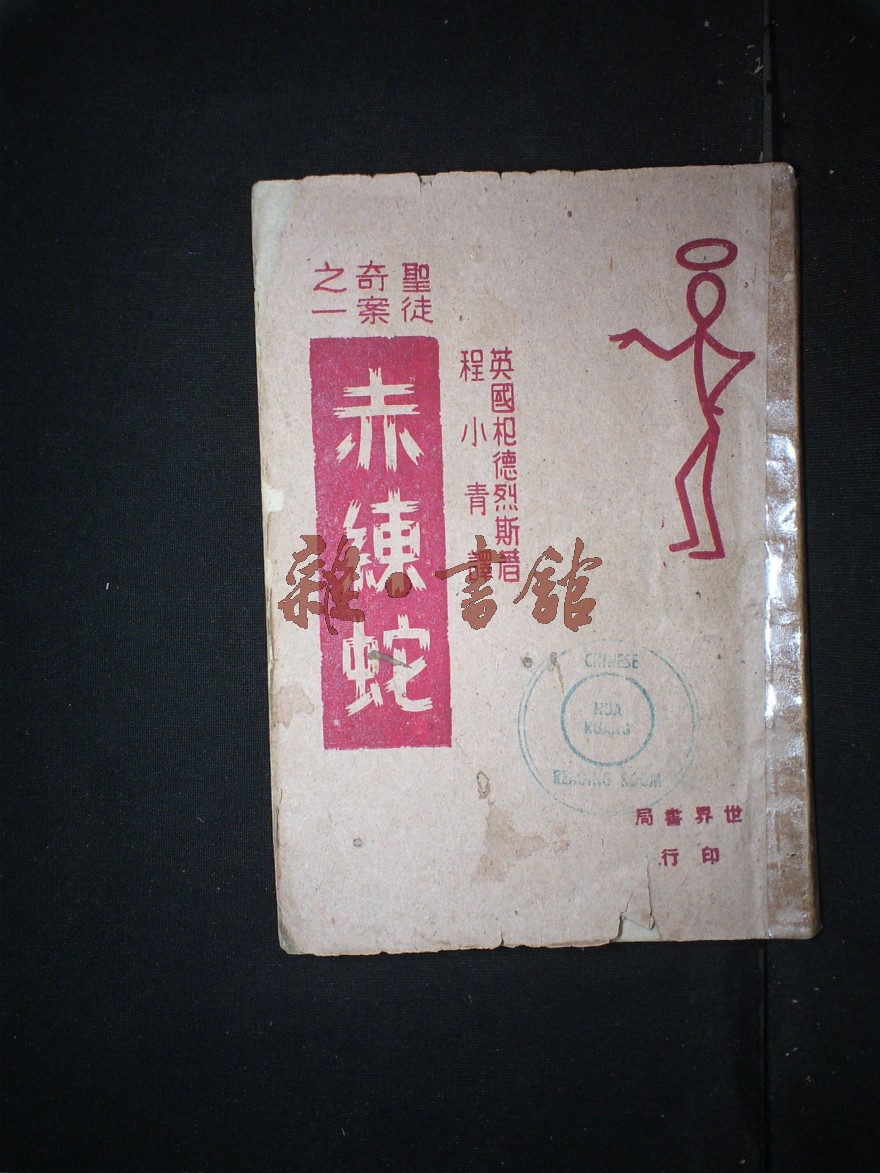 聖徒
奇案
之一
赤練蛇
英國杞德烈斯著
程小青譯
世界書局
印行
CHINESE
HUA
KUANG
READING ROOM
雜·書館